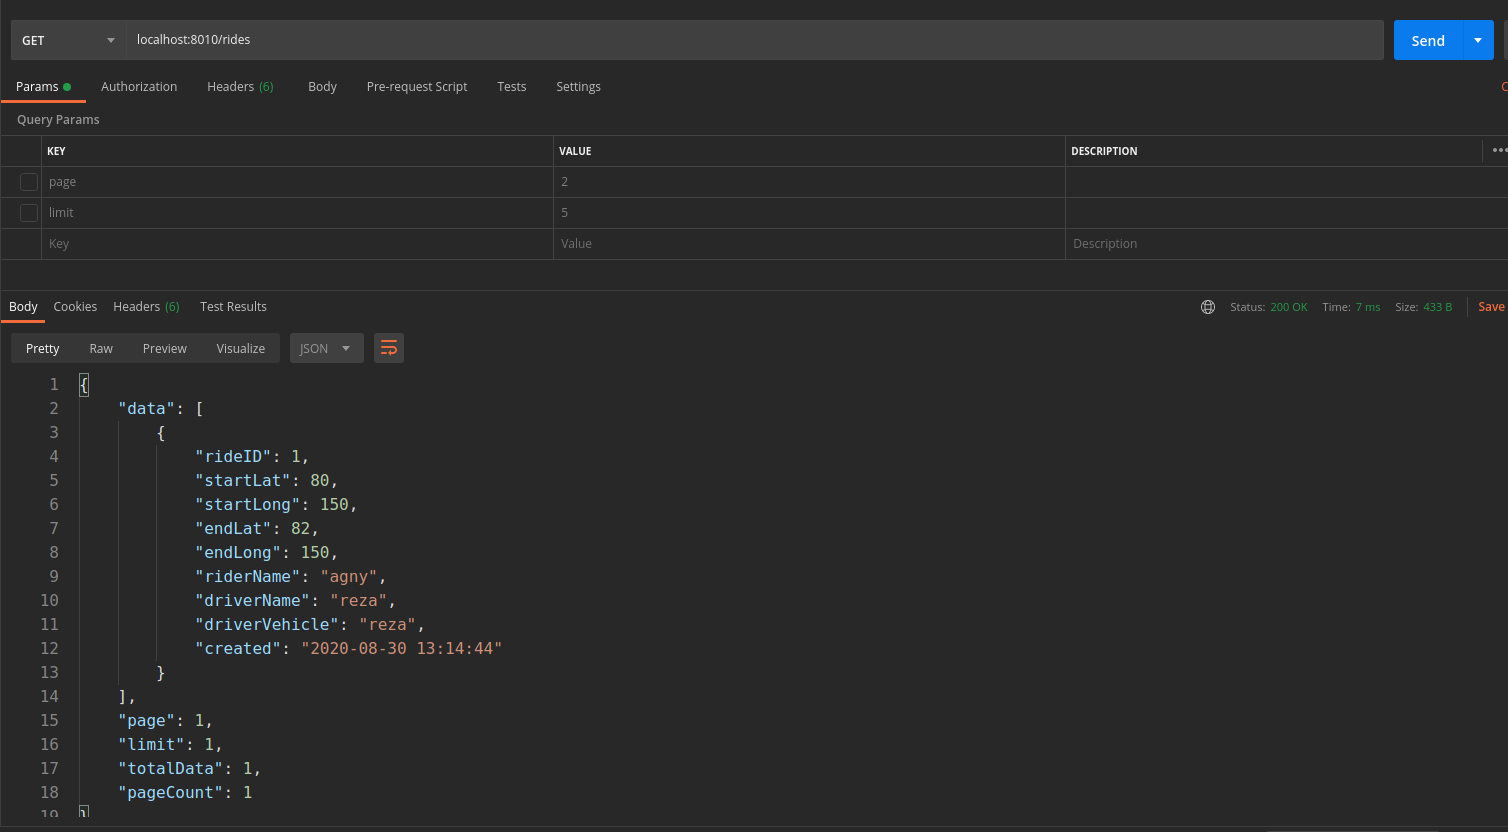 GET localhost:8010/rides Send
Params Authorization Headers (6) Body Pre-request Script Tests Settings
Query Params
KEY VALUE DESCRIPTION
page 2
limit 5
Key Value Description
Body Cookies Headers (6) Test Results Status: 200 OK Time: 7 ms Size: 433 B Save
Pretty Raw Preview Visualize JSON
1 {
2 "data": [
3 {
4 "rideID": 1,
5 "startLat": 80,
6 "startLong": 150,
7 "endLat": 82,
8 "endLong": 150,
9 "riderName": "agny",
10 "driverName": "reza",
11 "driverVehicle": "reza",
12 "created": "2020-08-30 13:14:44"
13 }
14 ],
15 "page": 1,
16 "limit": 1,
17 "totalData": 1,
18 "pageCount": 1
19 }